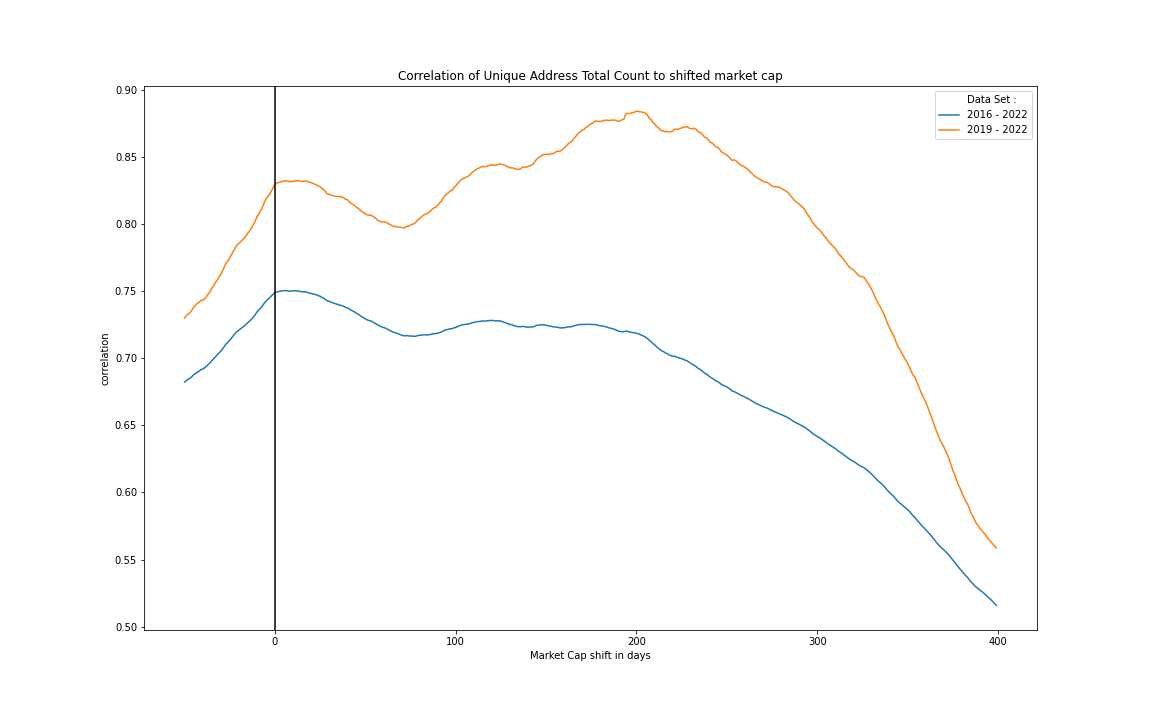 Correlation of Unique Address Total Count to shifted market cap
Data Set :
2016 - 2022
2019 - 2022
0.90
0.85
0.80
0.75
0.70
0.65
0.60
0.55
0.50
correlation
0 100 200 300 400
Market Cap shift in days